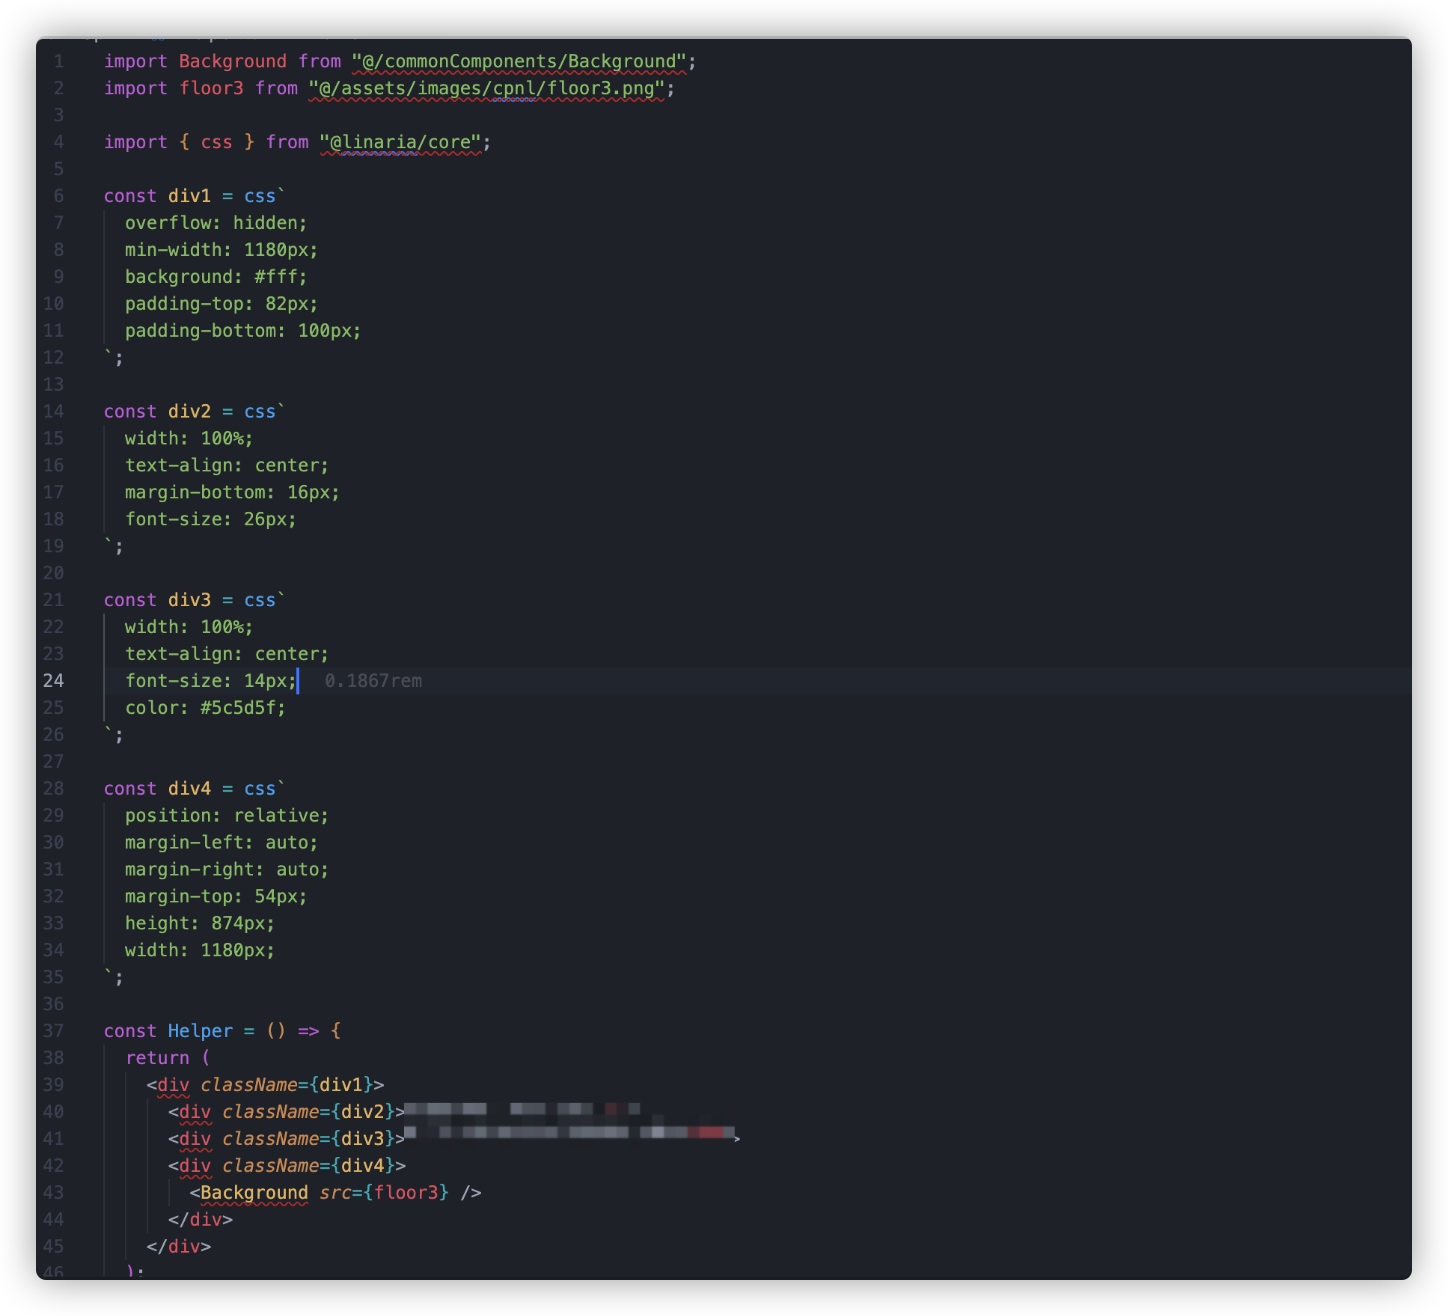 1 import Background from "@/commonComponents/Background";
2 import floor3 from "@/assets/images/cpnl/floor3.png";
3
4 import { css } from "@linaria/core";
5
6 const div1 = css`
7 overflow: hidden;
8 min-width: 1180px;
9 background: #fff;
10 padding-top: 82px;
11 padding-bottom: 100px;
12 `;
13
14 const div2 = css`
15 width: 100%;
16 text-align: center;
17 margin-bottom: 16px;
18 font-size: 26px;
19 `;
20
21 const div3 = css`
22 width: 100%;
23 text-align: center;
24 font-size: 14px; 0.1867rem
25 color: #5c5d5f;
26 `;
27
28 const div4 = css`
29 position: relative;
30 margin-left: auto;
31 margin-right: auto;
32 margin-top: 54px;
33 height: 874px;
34 width: 1180px;
35 `;
36
37 const Helper = () => {
38 return (
39 <div className={div1}>
40 <div className={div2}>
41 <div className={div3}> >
42 <div className={div4}>
43 <Background src={floor3} />
44 </div>
45 </div>
46 );